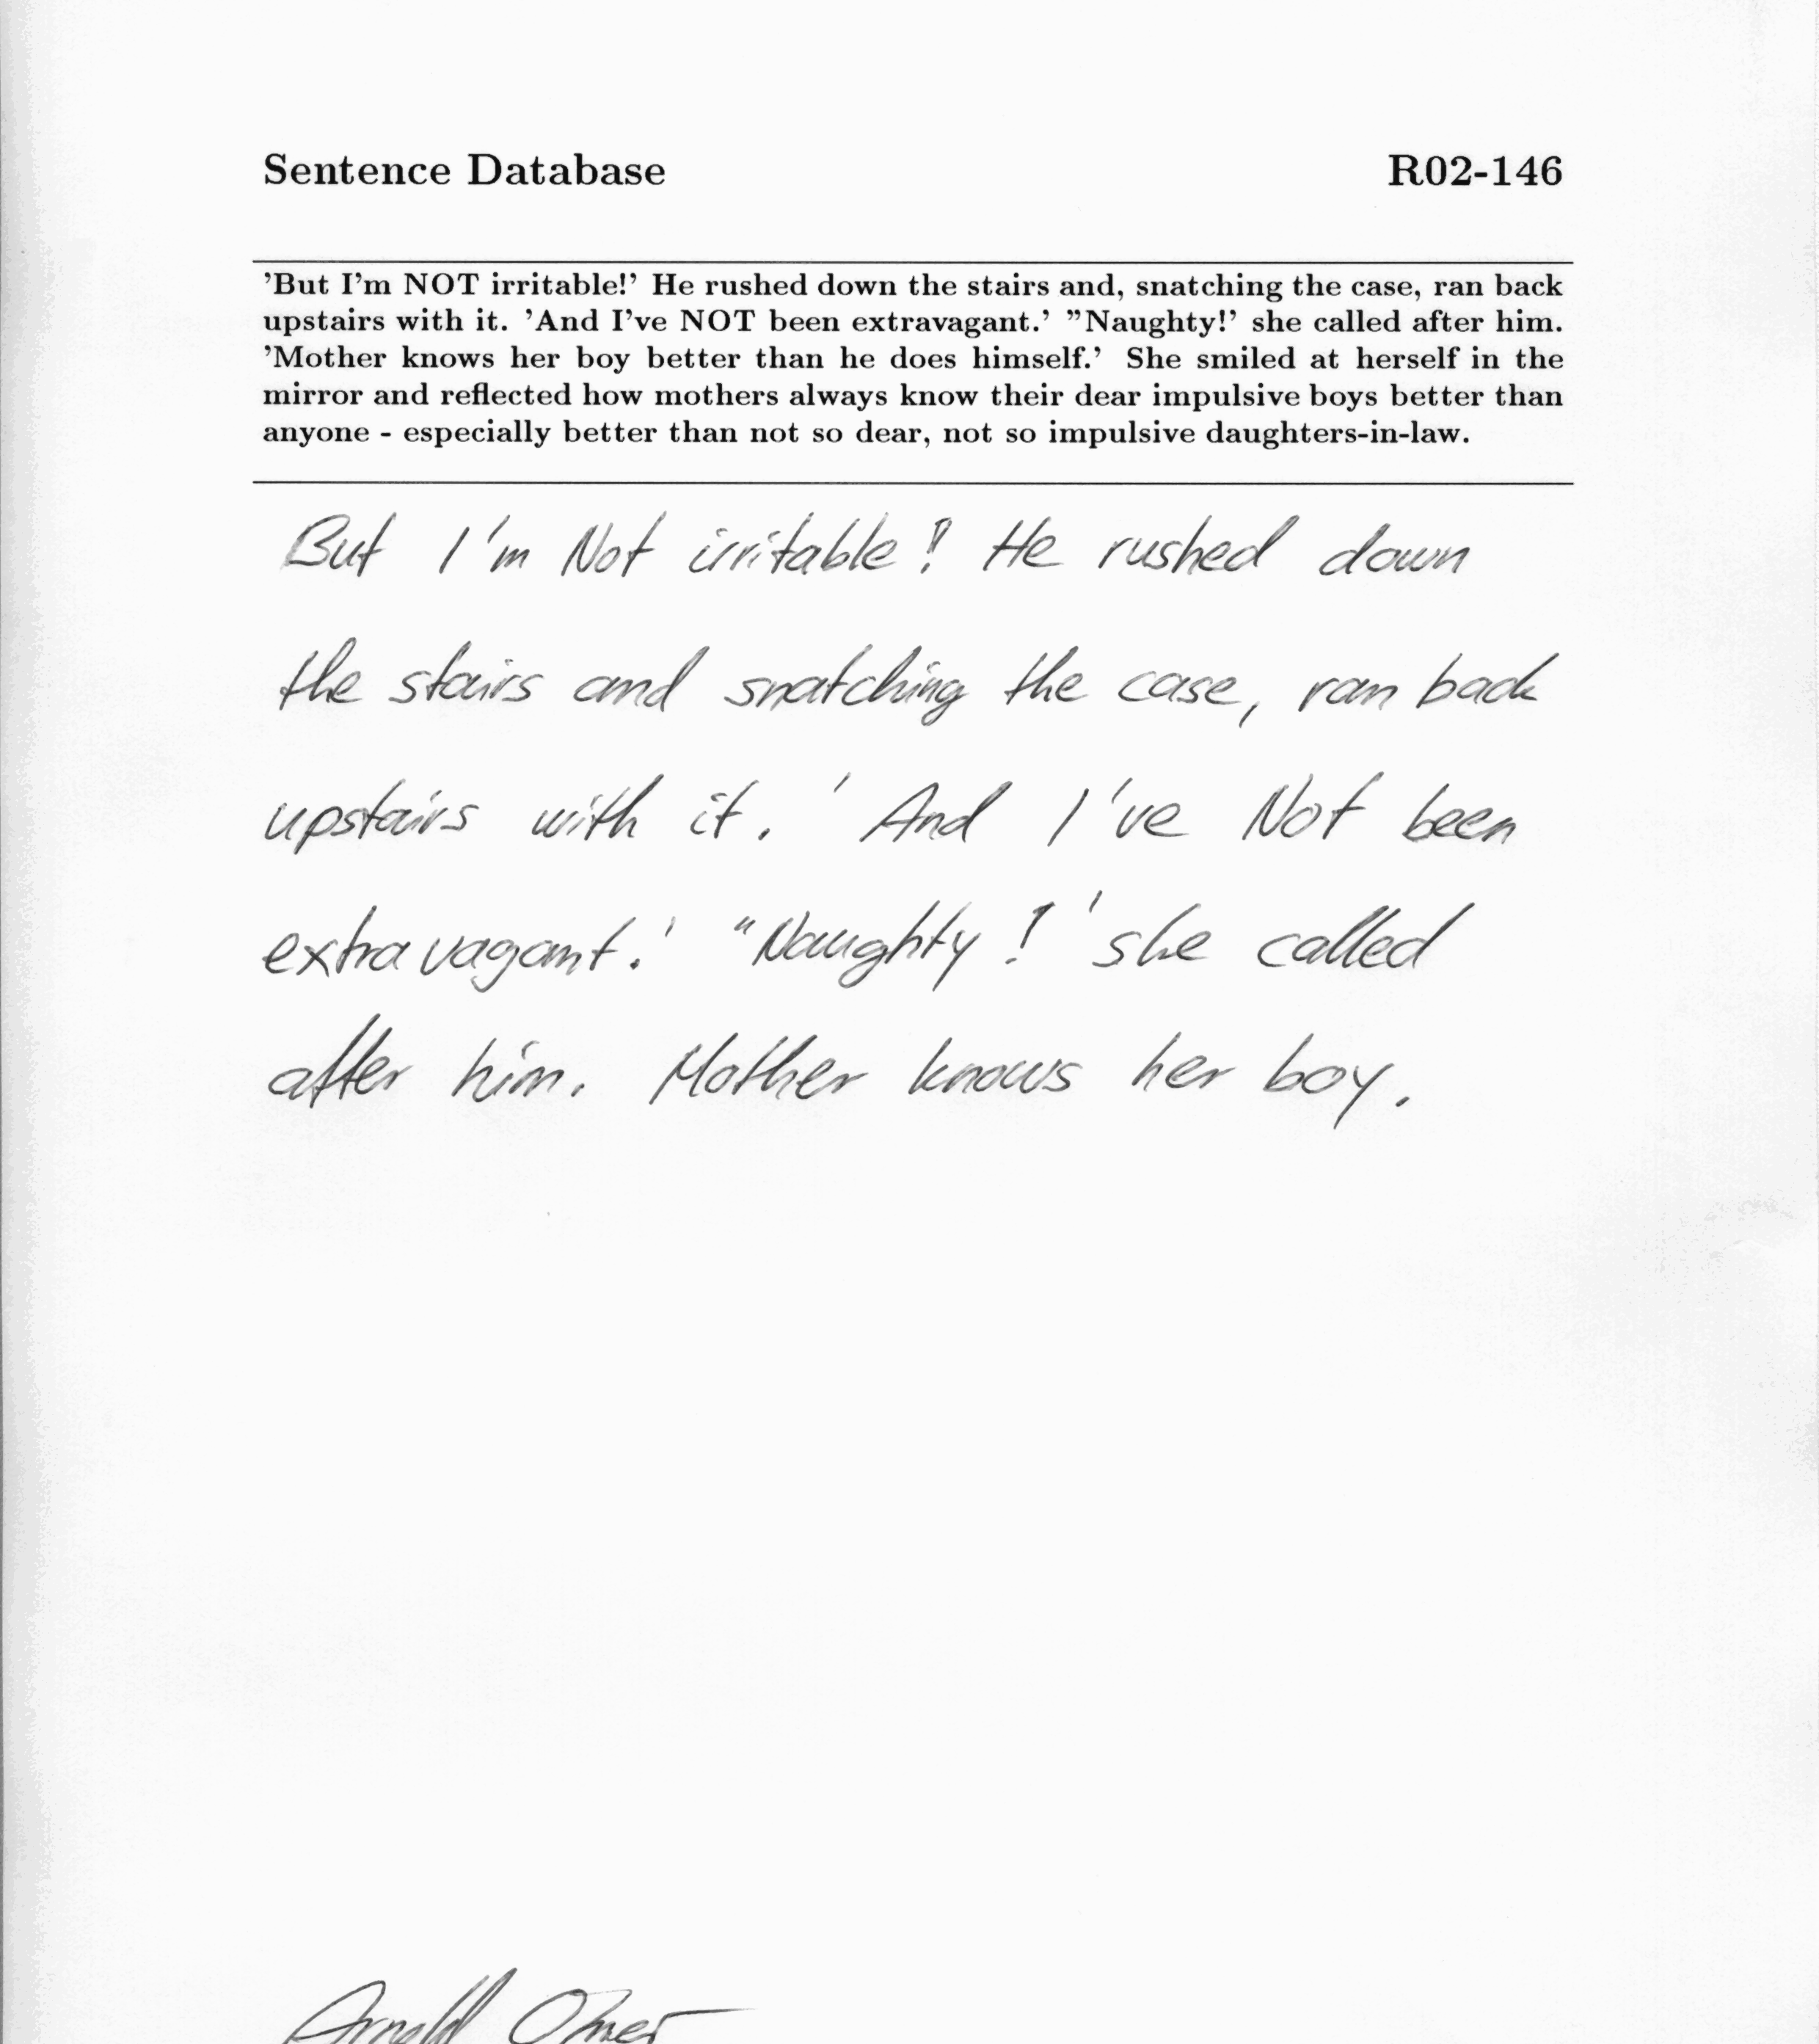 Sentence Database R02-146
'But I'm NOT irritable!' He rushed down the stairs and, snatching the case, ran back
upstairs with it. 'And I've NOT been extravagant.' "Naughty!' she called after him.
'Mother knows her boy better than he does himself.' She smiled at herself in the
mirror and reflected how mothers always know their dear impulsive boys better than
anyone - especially better than not so dear, not so impulsive daughters-in-law.
But I'm Not irritable! He rushed down
the stairs and snatching the case, ran back
upstairs with it. ' And I've Not been
extravagant.' "Naughty!' she called
after him. Mother knows her boy.
Arnold